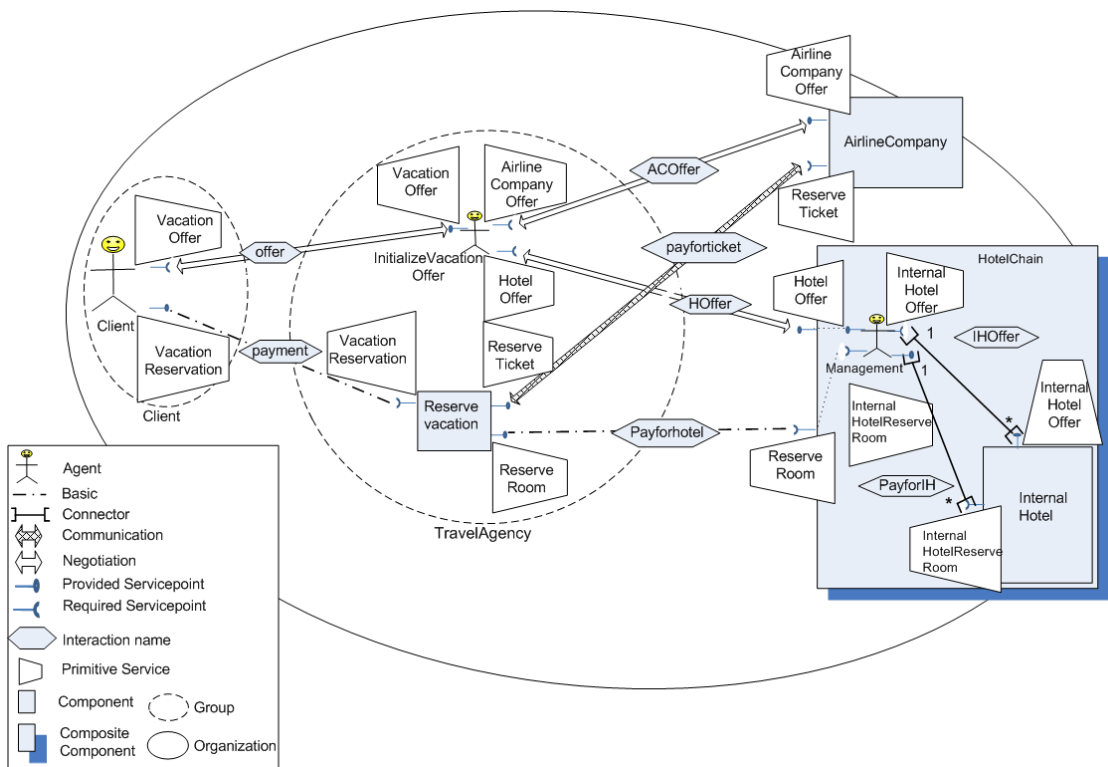 Airline
Company
Offer
AirlineCompany
Vacation
Offer
Airline
Company
Offer
ACOffer
Reserve
Ticket
Vacation
Offer
offer
InitializeVacation
Offer
payforticket
HotelChain
Hotel
Offer
Hotel
Offer
Internal
Hotel
Offer
HOffer
Client
1
IHOffer
payment
Vacation
Reservation
Reserve
Ticket
Management
1
Vacation
Reservation
Internal
Hotel
Offer
Client
Reserve
vacation
Internal
HotelReserve
Room
*
Payforhotel
Reserve
Room
Reserve
Room
PayforIH
*
Internal
Hotel
TravelAgency
Internal
HotelReserve
Room
Agent
Basic
Connector
Communication
Negotiation
Provided Servicepoint
Required Servicepoint
Interaction name
Primitive Service
Component
Group
Composite
Component
Organization